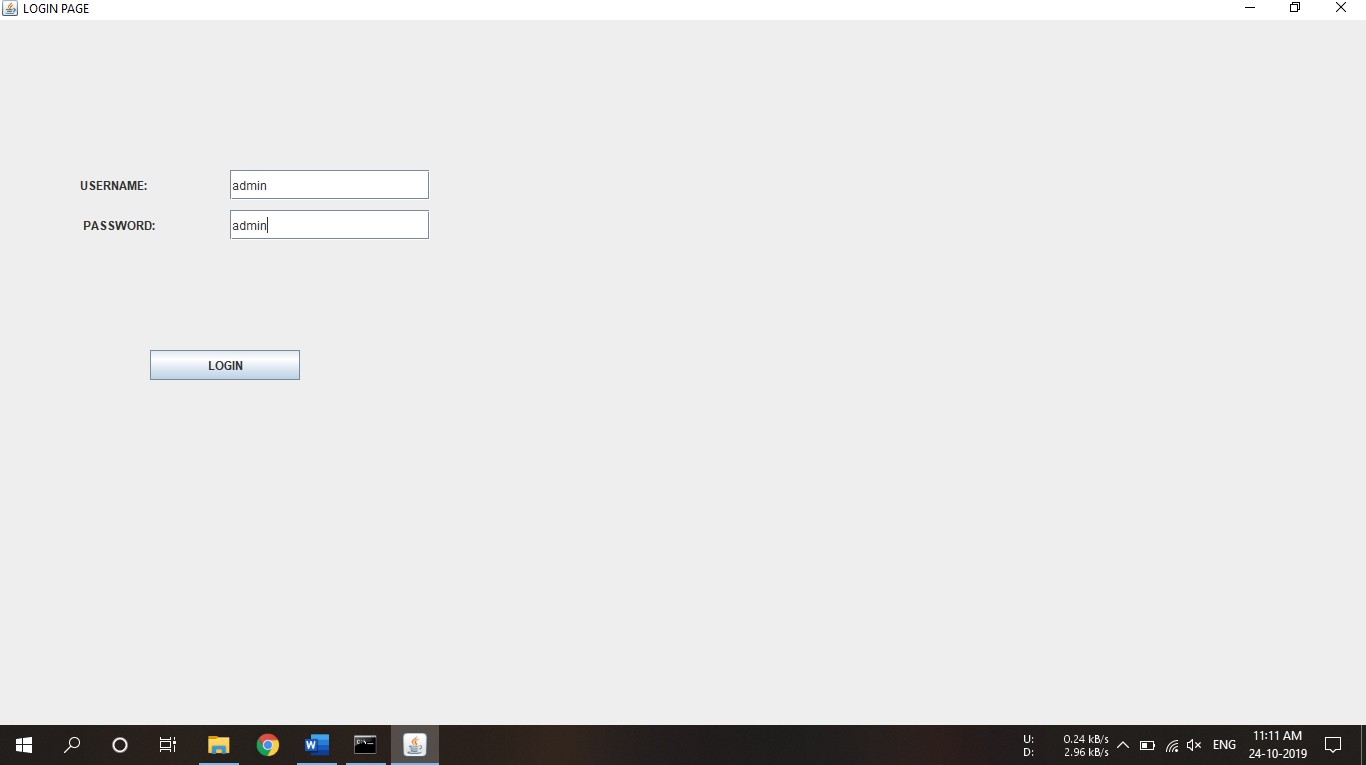 LOGIN PAGE
USERNAME: admin
PASSWORD: admin
LOGIN
U: 0.24 kB/s
D: 2.96 kB/s
ENG
11:11 AM
24-10-2019